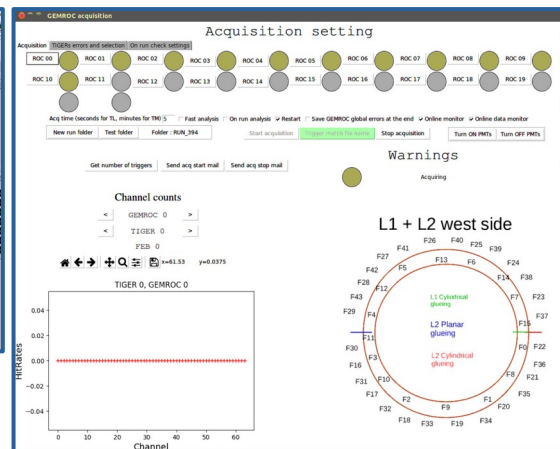 GEMROC acquisition
Acquisition setting
Acquisition TIGERs errors and selection On run check settings
ROC 00 ROC 01 ROC 02 ROC 03 ROC 04 ROC 05 ROC 06 ROC 07 ROC 08 ROC 09
ROC 10 ROC 11 ROC 12 ROC 13 ROC 14 ROC 15 ROC 16 ROC 17 ROC 18 ROC 19
Acq time (seconds for TL, minutes for TM) 5 Fast analysis On run analysis Restart Save GEMROC global errors at the end Online monitor Online data monitor
New run folder Test folder Folder : RUN_394 Start acquisition Trigger match file name Stop acquisition Turn ON PMTs Turn OFF PMTs
Warnings
Get number of triggers Send acq start mail Send acq stop mail
Acquiring
Channel counts
< GEMROC 0 >
< TIGER 0 >
FEB 0
x=61.53 y=0.0375
TIGER 0, GEMROC 0
0.04
0.02
0.00
−0.02
−0.04
HitRates
0 10 20 30 40 50 60
Channel
L1 + L2 west side
F26 F40
F41 F25
F27 F13 F39
F5 F6
F42 F24
F28 F12 F14 F38
F43 L1 Cylindrical F7 F23
glueing
F29 F4 F37
L2 Planar F15
F11 glueing F0 F22
F30 F3 F36
L2 Cylindrical
F16 glueing F8 F21
F31 F10 F35
F17 F2 F1
F32 F9 F20
F18 F33 F19 F34